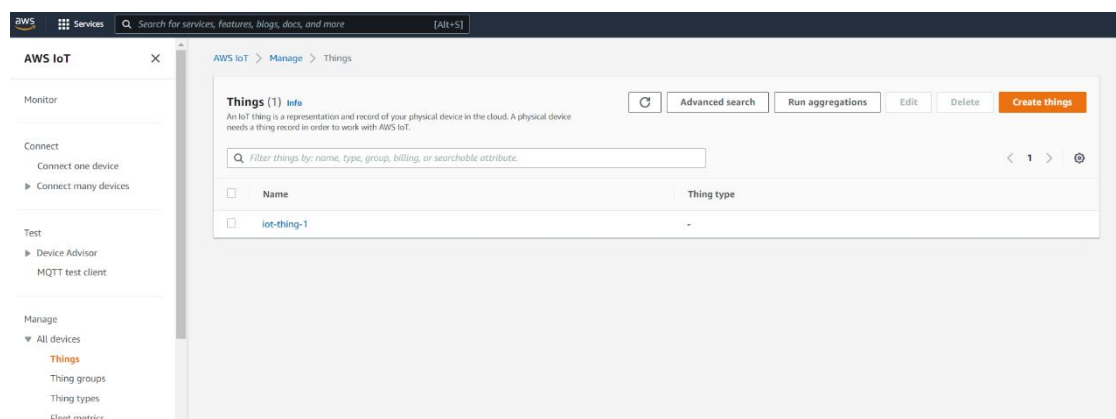 aws
Services
Search for services, features, blogs, docs, and more
[Alt+S]
AWS IoT
Monitor
Connect
Connect one device
Connect many devices
Test
Device Advisor
MQTT test client
Manage
All devices
Things
Thing groups
Thing types
Fleet metrics
AWS IoT > Manage > Things
Things (1) Info
An IoT thing is a representation and record of your physical device in the cloud. A physical device
needs a thing record in order to work with AWS IoT.
Advanced search
Run aggregations
Edit
Delete
Create things
Filter things by: name, type, group, billing, or searchable attribute.
1
Name
Thing type
iot-thing-1
-